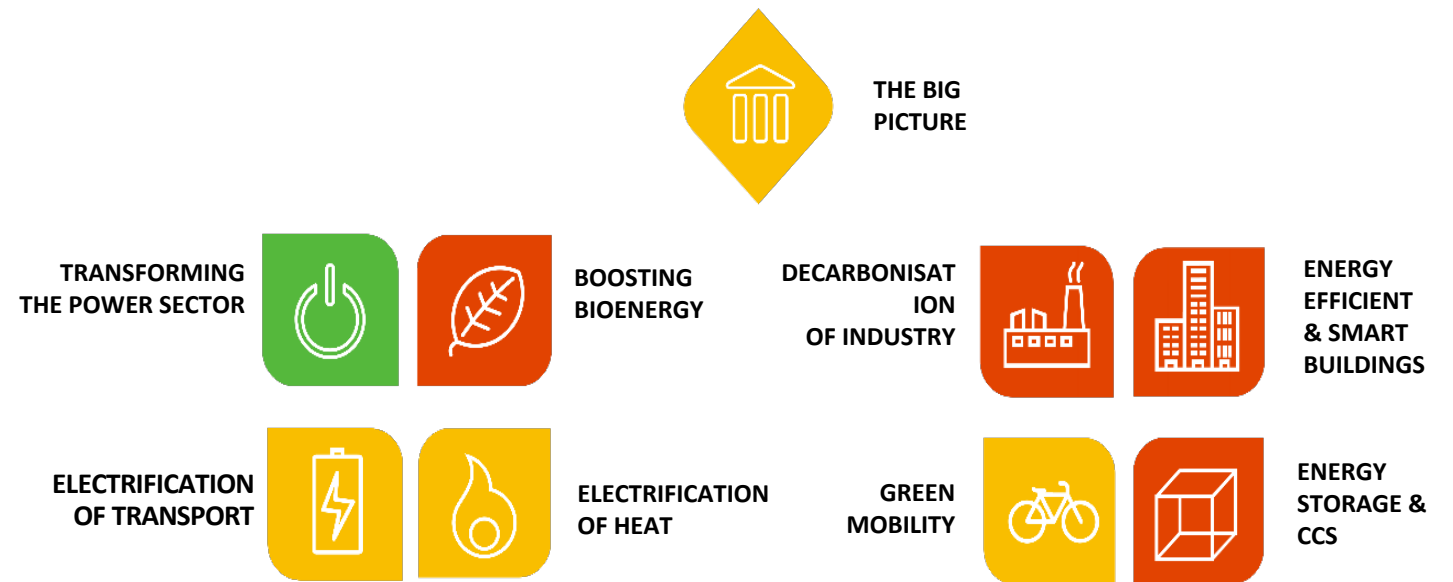 THE BIG
PICTURE
TRANSFORMING
THE POWER SECTOR
BOOSTING
BIOENERGY
DECARBONISAT
ION
OF INDUSTRY
ENERGY
EFFICIENT
& SMART
BUILDINGS
ELECTRIFICATION
OF TRANSPORT
ELECTRIFICATION
OF HEAT
GREEN
MOBILITY
ENERGY
STORAGE &
CCS